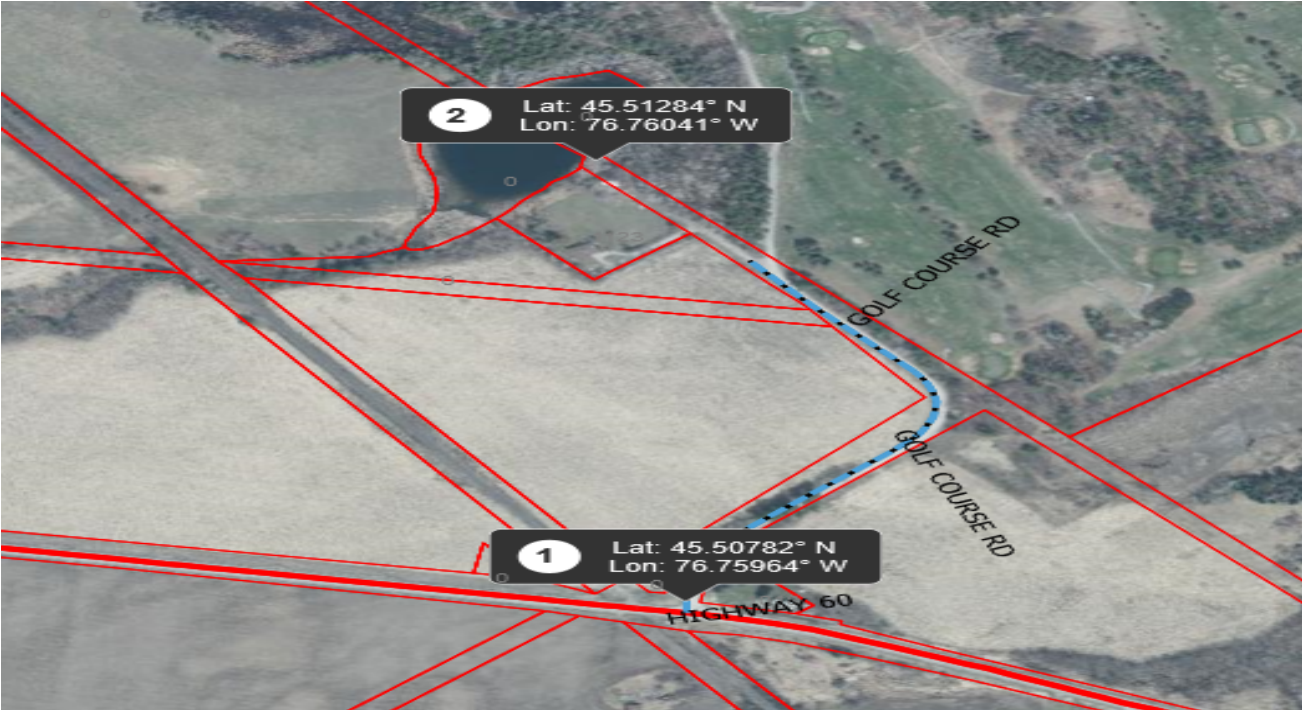 2
Lat: 45.51284° N
Lon: 76.76041° W
GOLF COURSE RD
GOLF COURSE RD
1
Lat: 45.50782° N
Lon: 76.75964° W
HIGHWAY 60